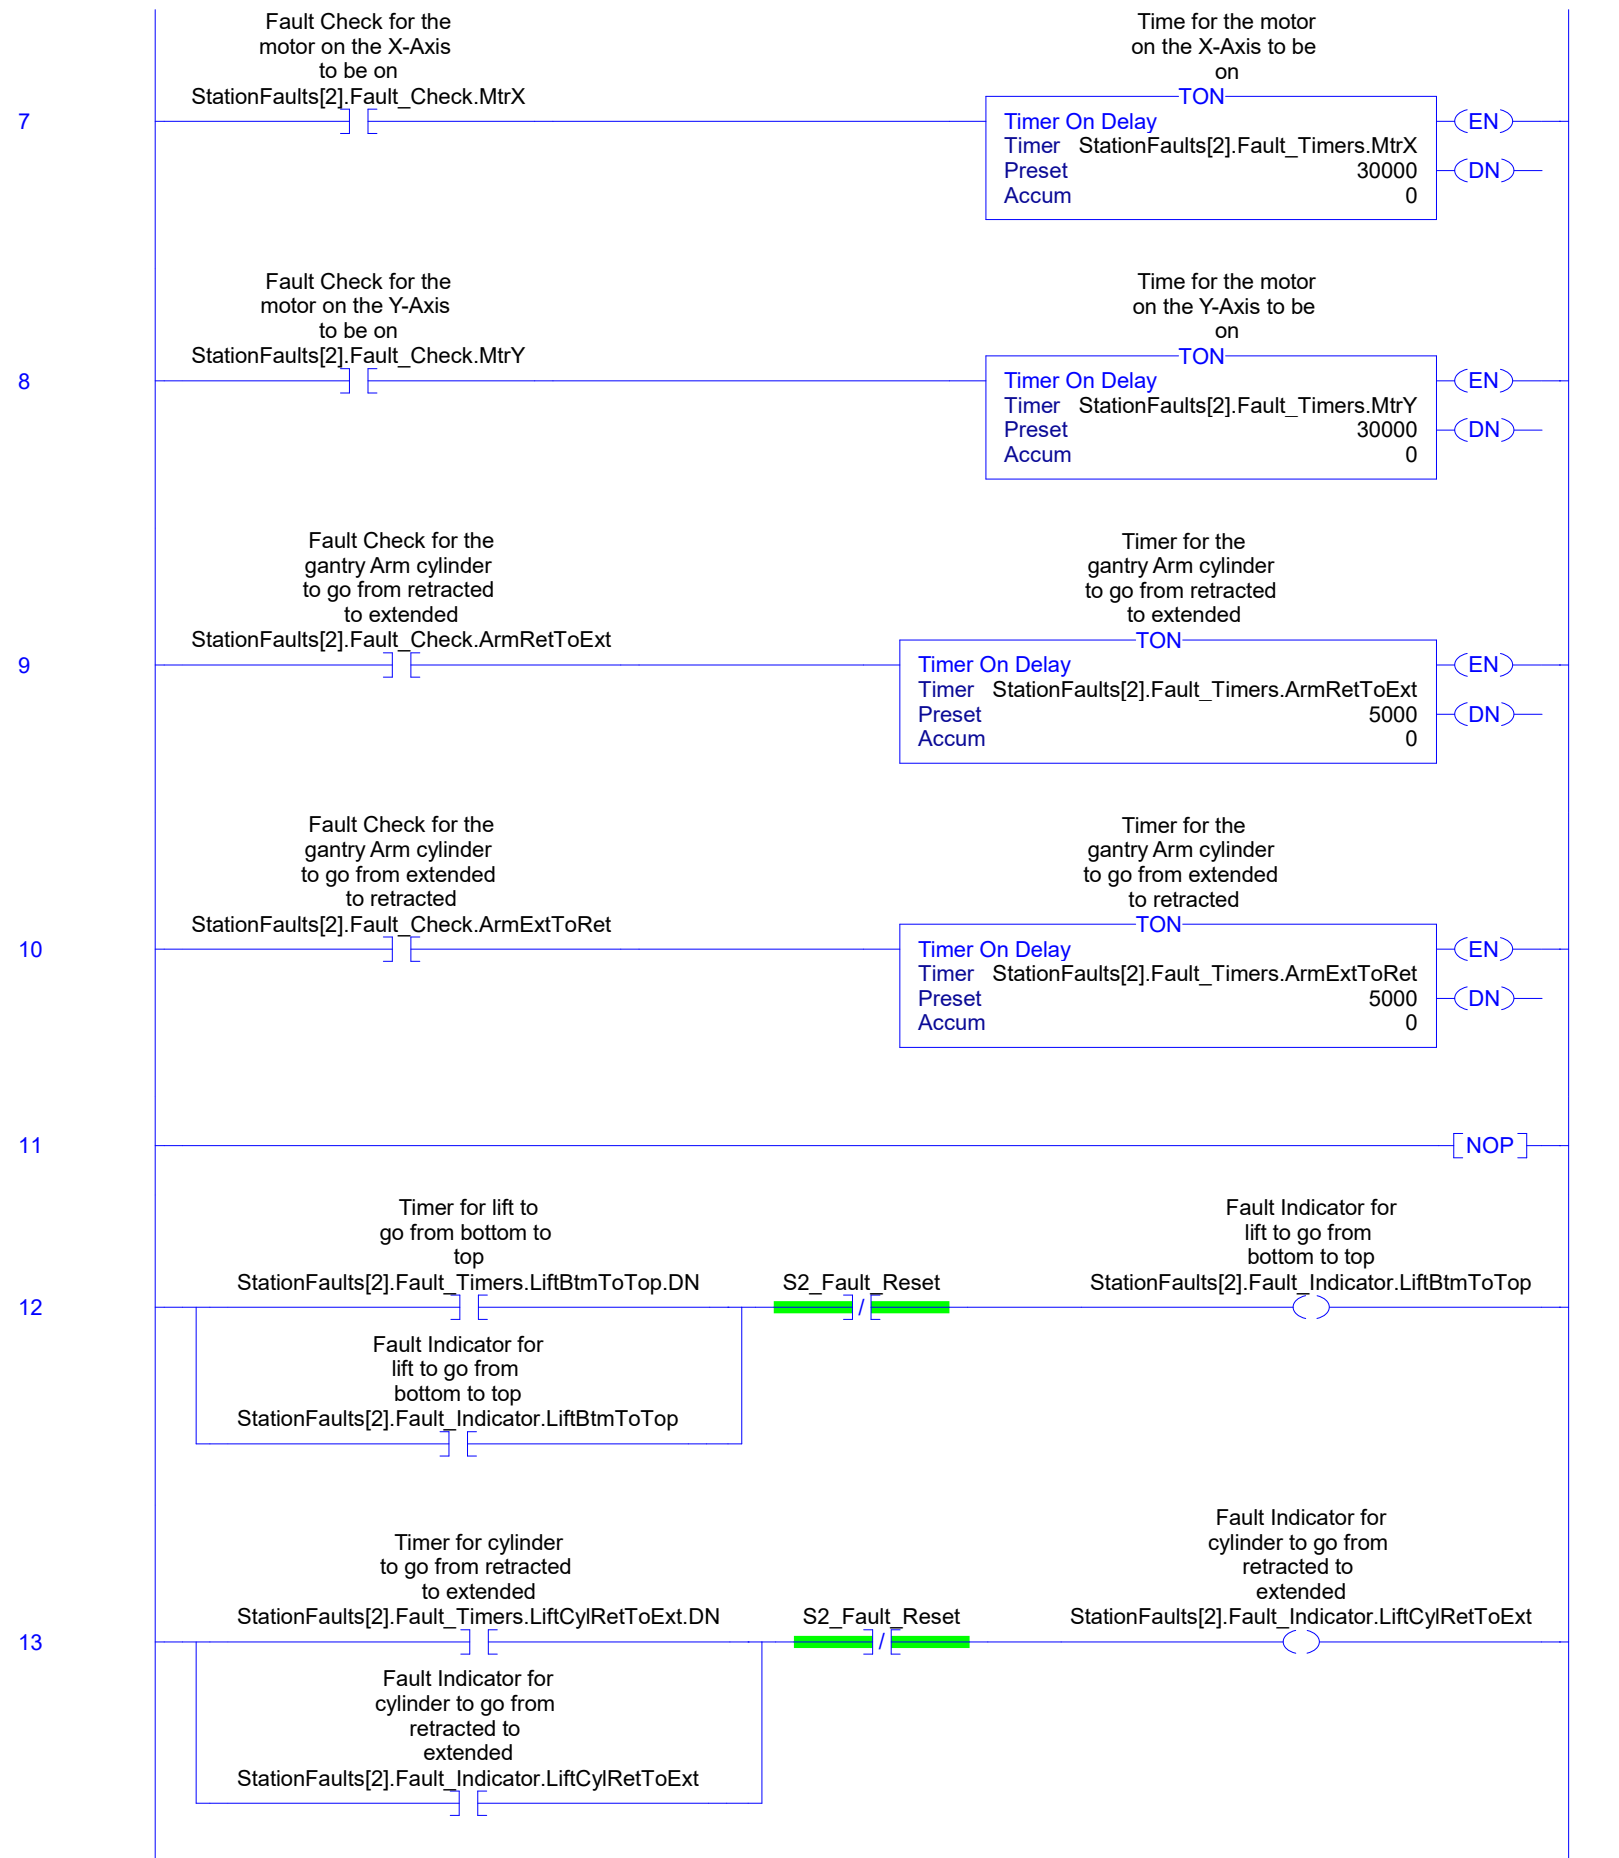 Fault Check for the
motor on the X-Axis
to be on
StationFaults[2].Fault_Check.MtrX
Time for the motor
on the X-Axis to be
on
TON
7
Timer On Delay
EN
Timer StationFaults[2].Fault_Timers.MtrX
Preset 30000
DN
Accum 0
Fault Check for the
motor on the Y-Axis
to be on
StationFaults[2].Fault_Check.MtrY
Time for the motor
on the Y-Axis to be
on
TON
8
Timer On Delay
EN
Timer StationFaults[2].Fault_Timers.MtrY
Preset 30000
DN
Accum 0
Fault Check for the
gantry Arm cylinder
to go from retracted
to extended
StationFaults[2].Fault_Check.ArmRetToExt
Timer for the
gantry Arm cylinder
to go from retracted
to extended
TON
9
Timer On Delay
EN
Timer StationFaults[2].Fault_Timers.ArmRetToExt
Preset 5000
DN
Accum 0
Fault Check for the
gantry Arm cylinder
to go from extended
to retracted
StationFaults[2].Fault_Check.ArmExtToRet
Timer for the
gantry Arm cylinder
to go from extended
to retracted
TON
10
Timer On Delay
EN
Timer StationFaults[2].Fault_Timers.ArmExtToRet
Preset 5000
DN
Accum 0
11
NOP
Timer for lift to
go from bottom to
top
StationFaults[2].Fault_Timers.LiftBtmToTop.DN
S2_Fault_Reset
Fault Indicator for
lift to go from
bottom to top
StationFaults[2].Fault_Indicator.LiftBtmToTop
12
/
Fault Indicator for
lift to go from
bottom to top
StationFaults[2].Fault_Indicator.LiftBtmToTop
Timer for cylinder
to go from retracted
to extended
StationFaults[2].Fault_Timers.LiftCylRetToExt.DN
S2_Fault_Reset
Fault Indicator for
cylinder to go from
retracted to
extended
StationFaults[2].Fault_Indicator.LiftCylRetToExt
13
/
Fault Indicator for
cylinder to go from
retracted to
extended
StationFaults[2].Fault_Indicator.LiftCylRetToExt